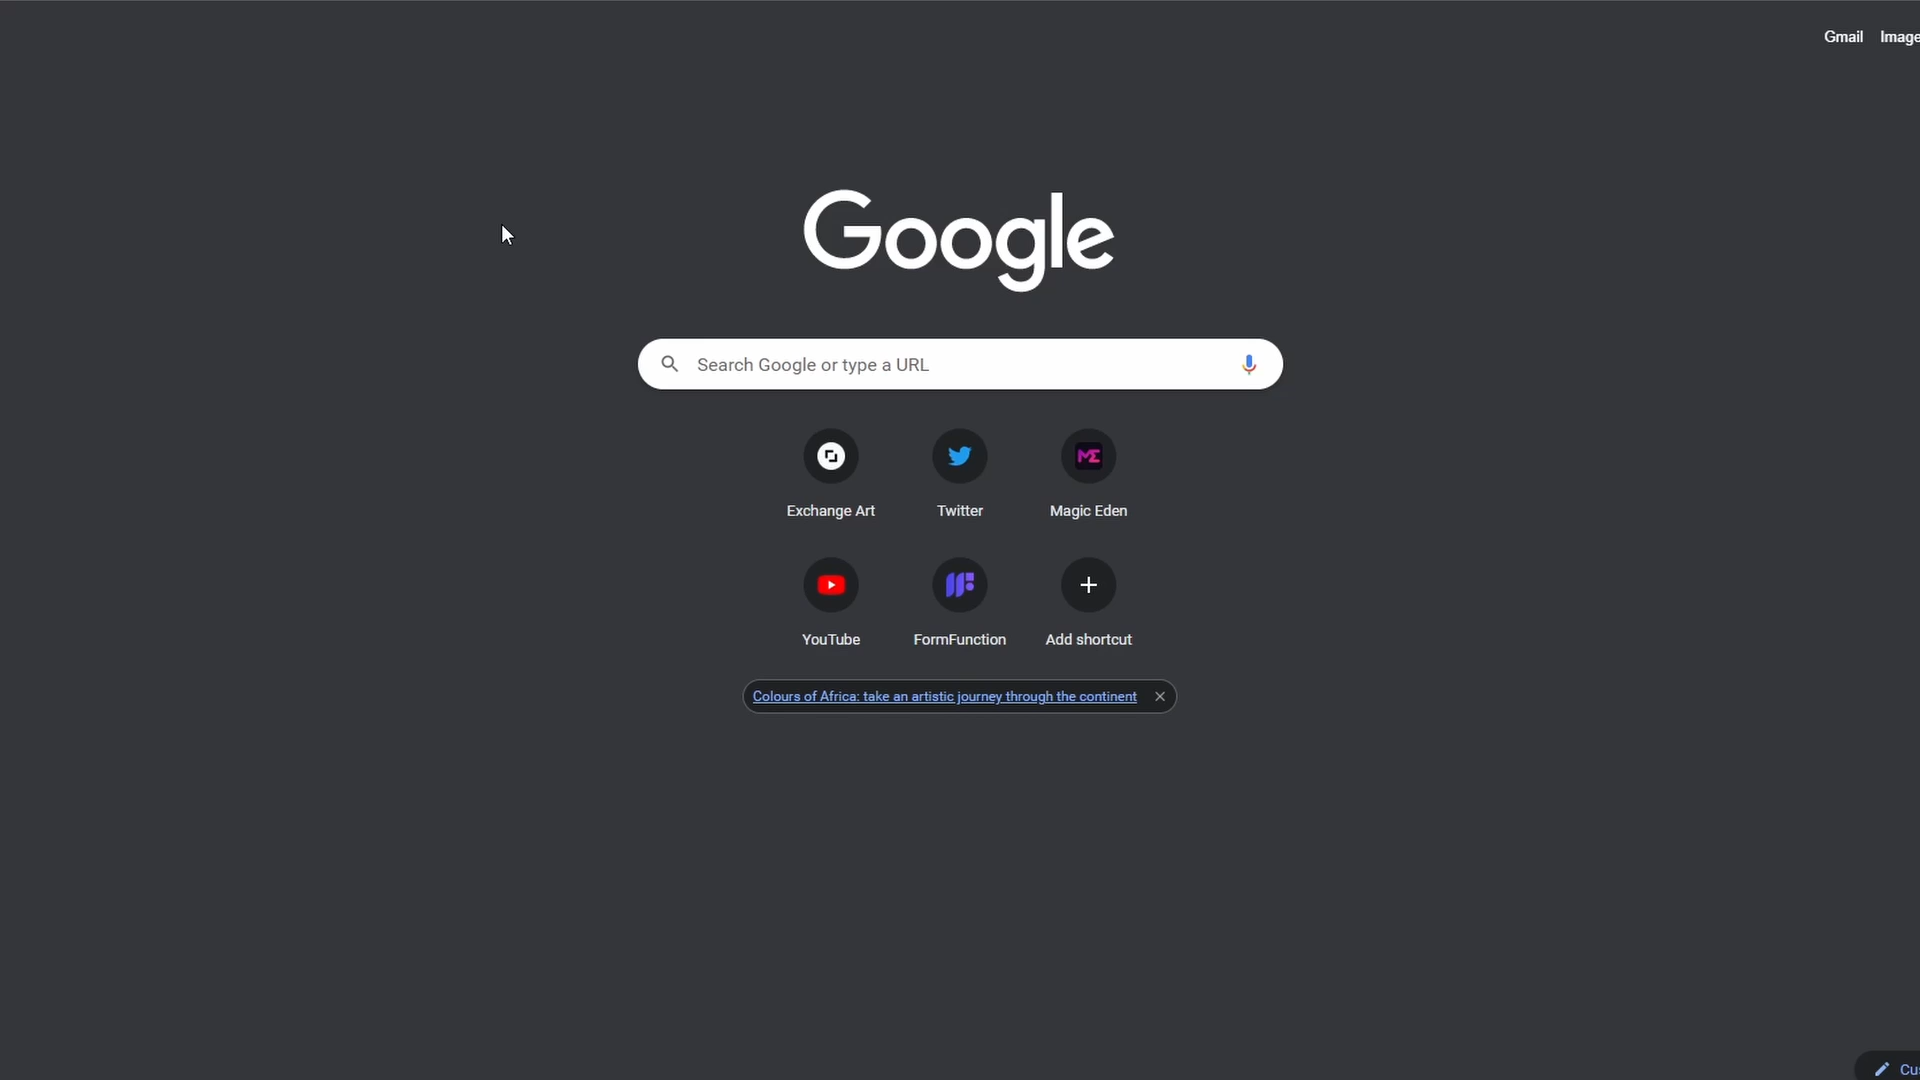 Gmail Image
Google
Search Google or type a URL
Exchange Art Twitter Magic Eden
YouTube FormFunction Add shortcut
Colours of Africa: take an artistic journey through the continent
Cus